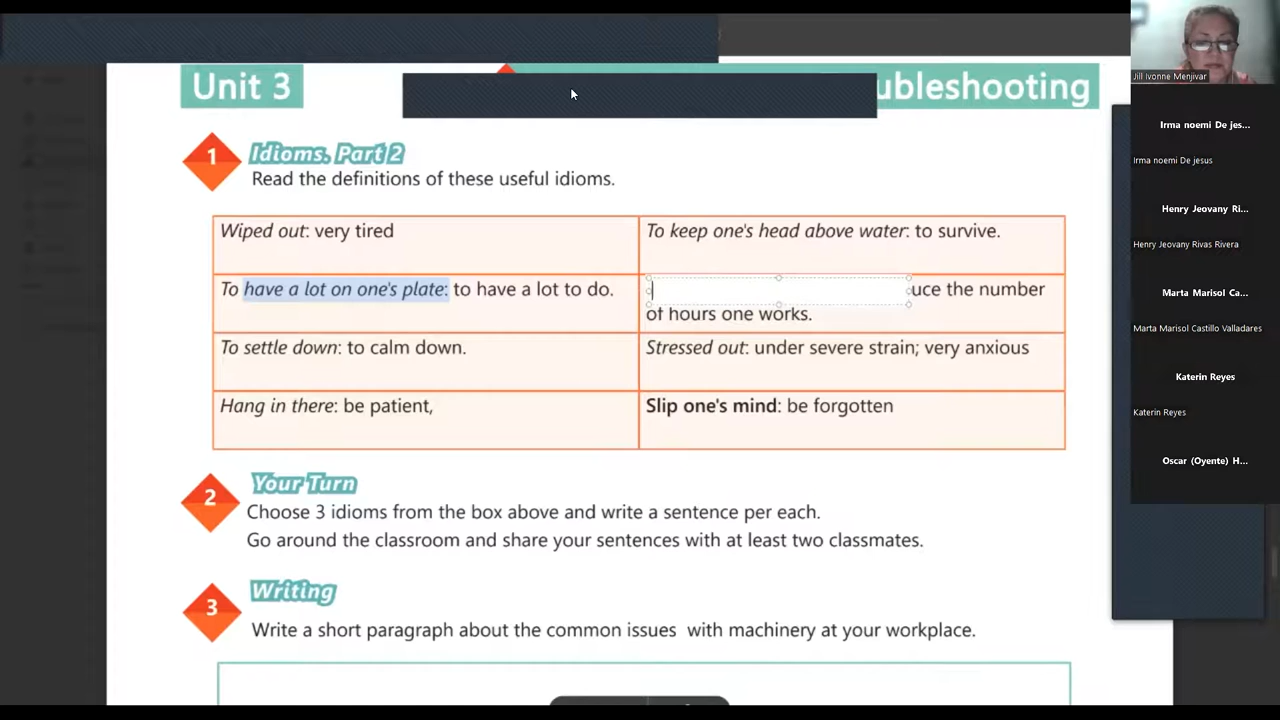 Unit 3
ubleshooting
1
Idioms. Part 2
Read the definitions of these useful idioms.
Wiped out: very tired
To keep one's head above water: to survive.
To have a lot on one's plate: to have a lot to do.
uce the number
of hours one works.
To settle down: to calm down.
Stressed out: under severe strain; very anxious
Hang in there: be patient,
Slip one's mind: be forgotten
2
Your Turn
Choose 3 idioms from the box above and write a sentence per each.
Go around the classroom and share your sentences with at least two classmates.
3
Writing
Write a short paragraph about the common issues with machinery at your workplace.
Jill Ivonne Menjivar
Irma noemi De jes...
Irma noemi De jesus
Henry Jeovany Ri...
Henry Jeovany Rivas Rivera
Marta Marisol Ca...
Marta Marisol Castillo Valladares
Katerin Reyes
Katerin Reyes
Oscar (Oyente) H...